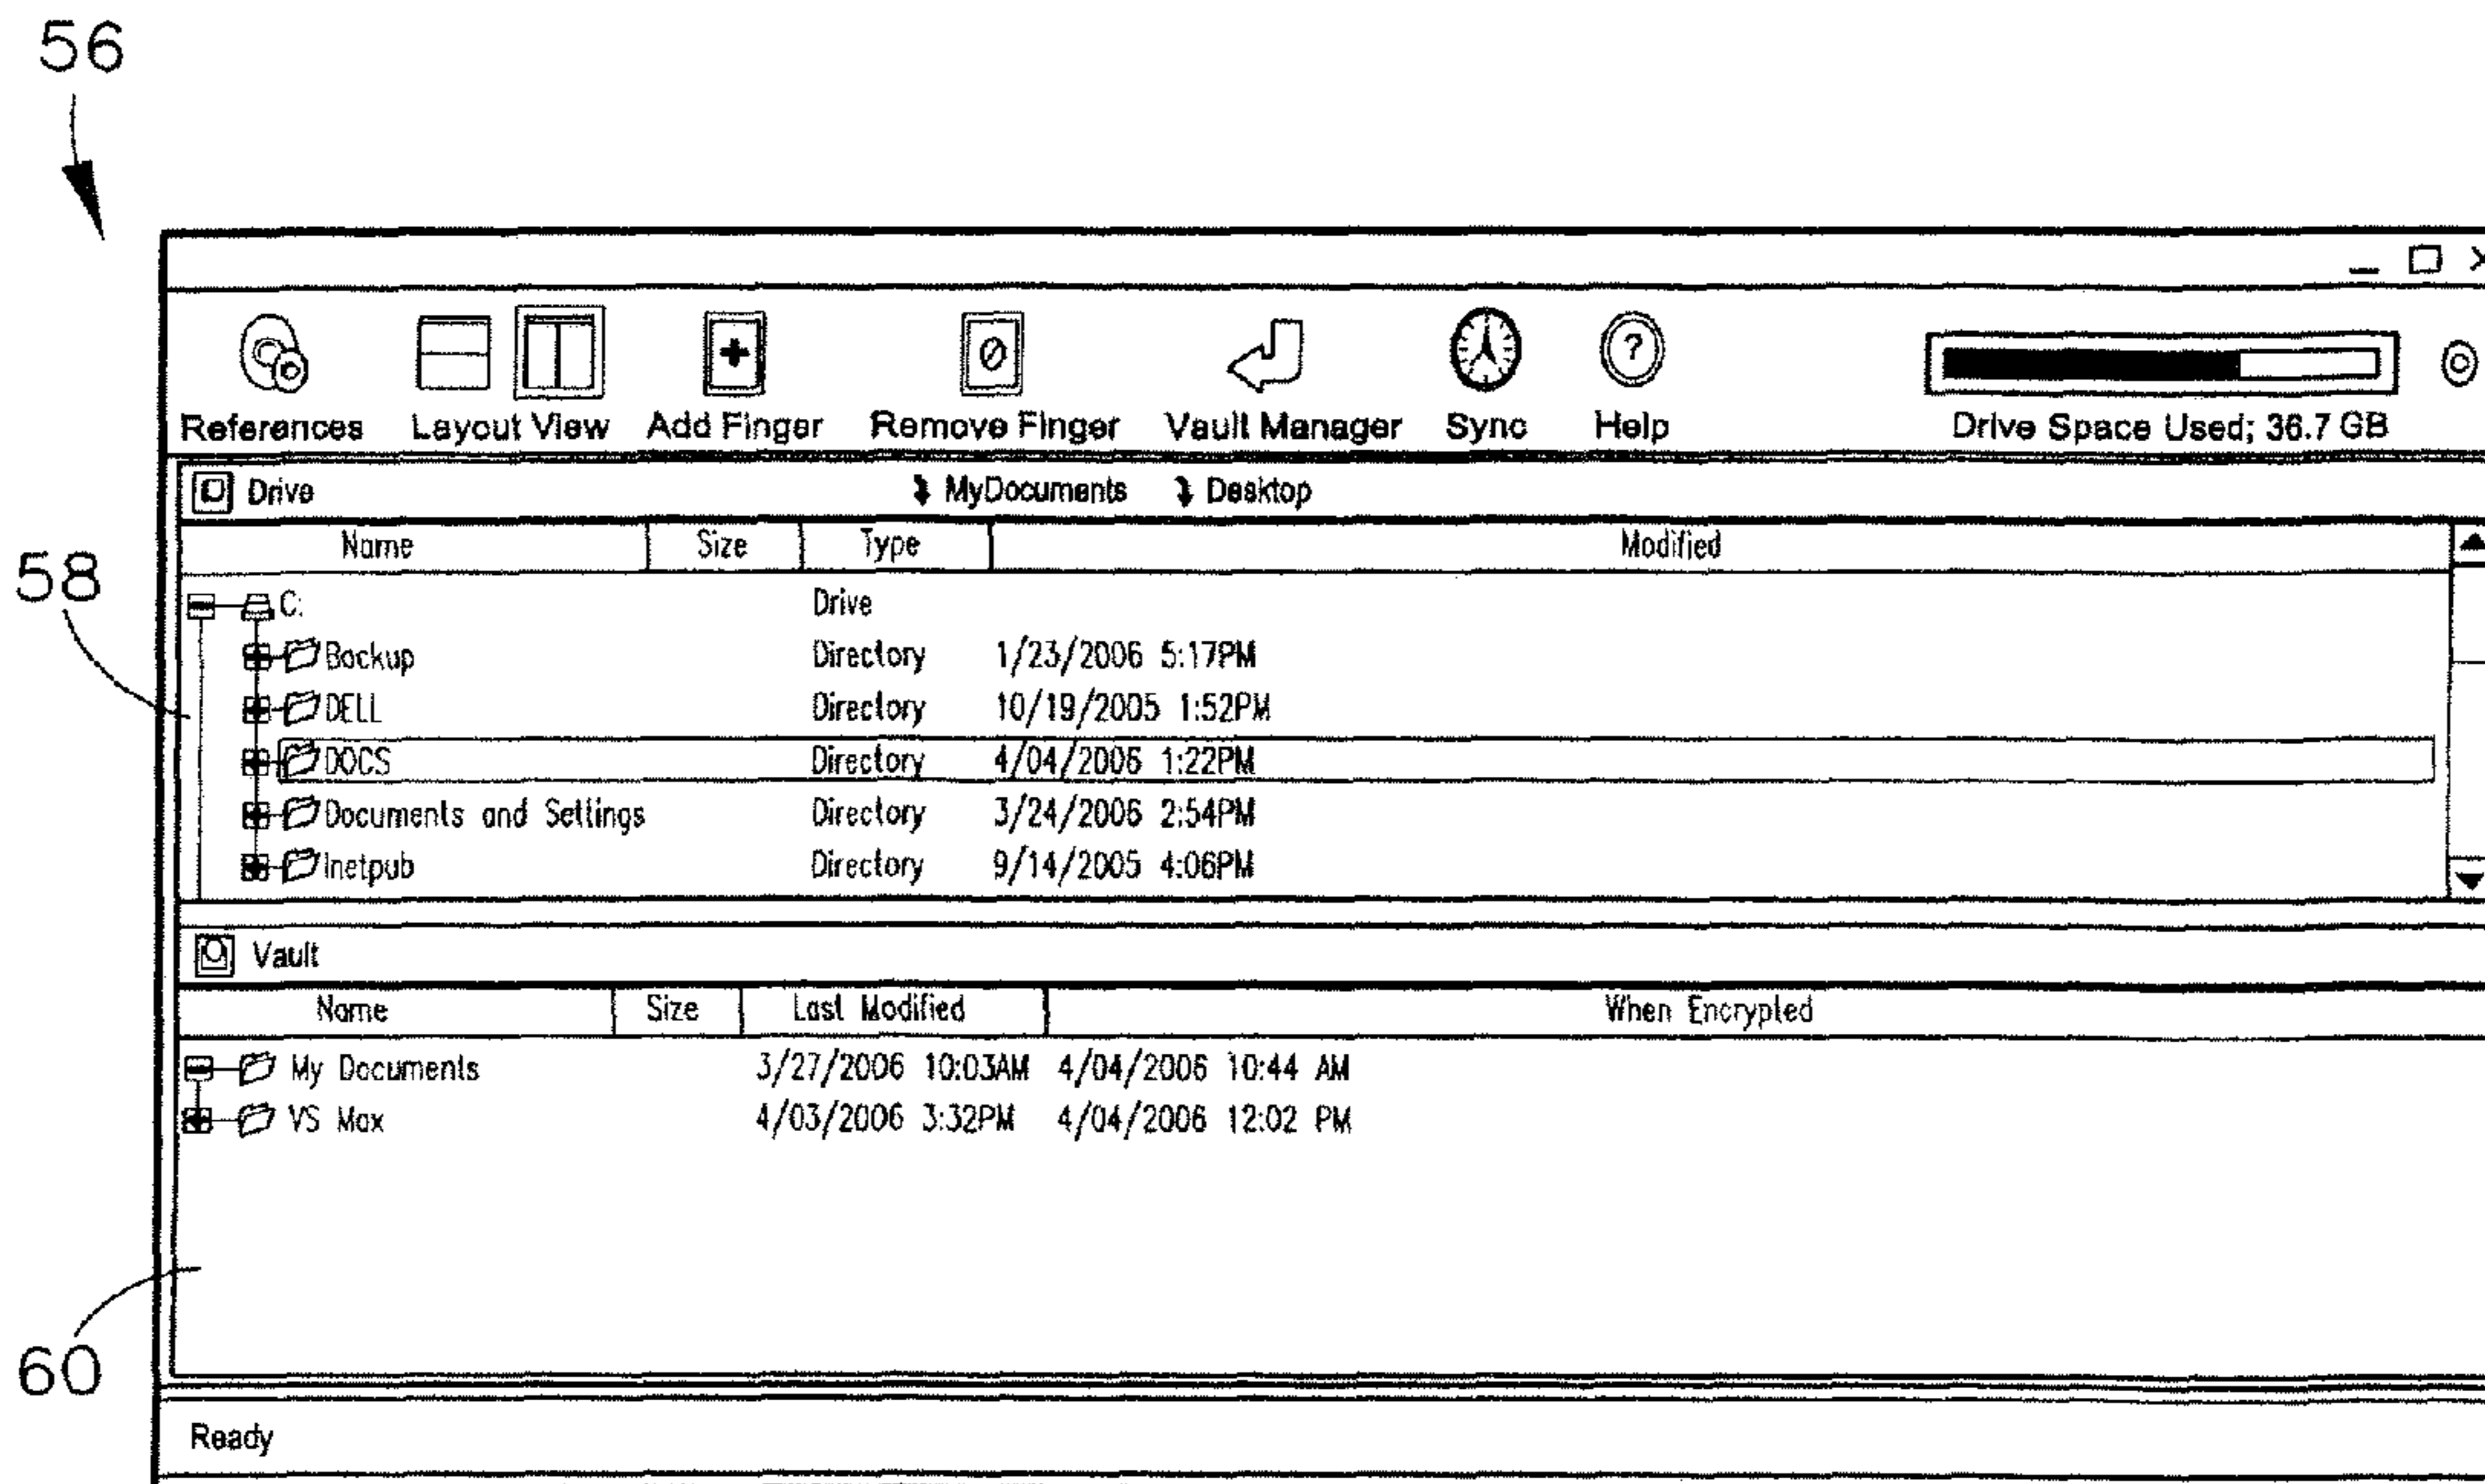 56
References Layout View Add Finger Remove Finger Vault Manager Sync Help Drive Space Used; 36.7 GB
Drive MyDocuments Desktop
Name Size Type Modified
58
C: Drive
Backup Directory 1/23/2006 5:17PM
DELL Directory 10/19/2005 1:52PM
DOCS Directory 4/04/2006 1:22PM
Documents and Settings Directory 3/24/2006 2:54PM
Inetpub Directory 9/14/2005 4:06PM
Vault
Name Size Last Modified When Encrypted
My Documents 3/27/2006 10:03AM 4/04/2006 10:44 AM
VS Max 4/03/2006 3:32PM 4/04/2006 12:02 PM
60
Ready